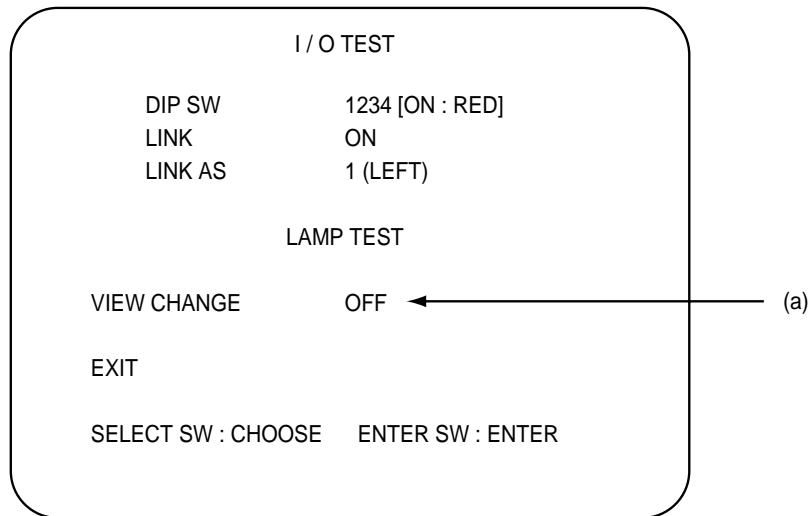 I / O TEST
DIP SW 1234 [ON : RED]
LINK ON
LINK AS 1 (LEFT)
LAMP TEST
VIEW CHANGE OFF (a)
EXIT
SELECT SW : CHOOSE ENTER SW : ENTER